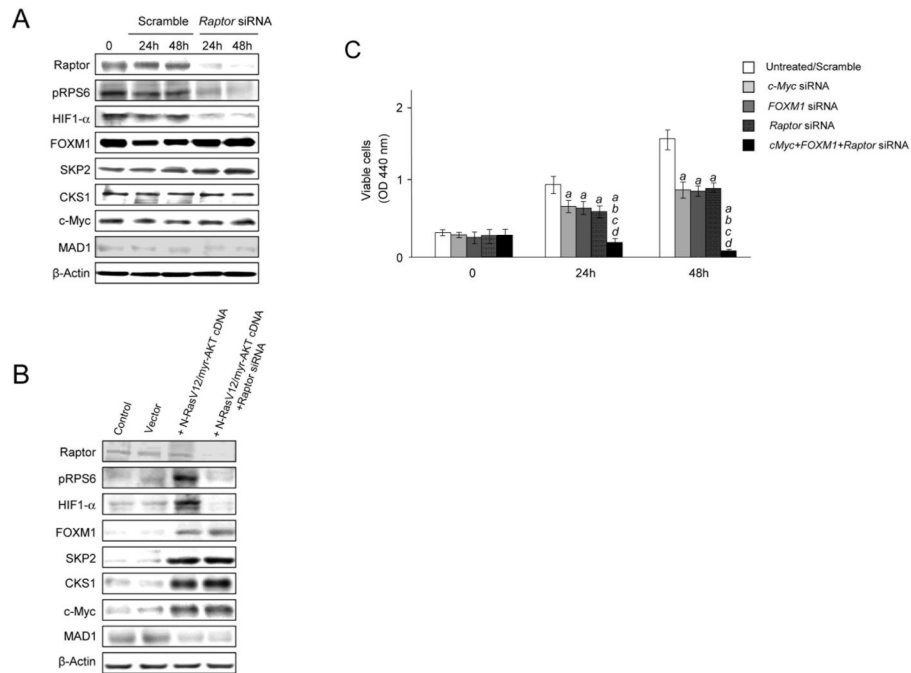 A
Scramble Raptor siRNA
0 24h 48h 24h 48h
Raptor
pRPS6
HIF1-α
FOXM1
SKP2
CKS1
c-Myc
MAD1
β-Actin
B
Control
Vector
+ N-RasV12/myr-AKT cDNA
+ N-RasV12/myr-AKT cDNA
+Raptor siRNA
Raptor
pRPS6
HIF1-α
FOXM1
SKP2
CKS1
c-Myc
MAD1
β-Actin
C
Untreated/Scramble
c-Myc siRNA
FOXM1 siRNA
Raptor siRNA
cMyc+FOXM1+Raptor siRNA
Viable cells
(OD 440 nm)
2
1
0
a a a
a
b
c
d
a a a
a
b
c
d
0 24h 48h